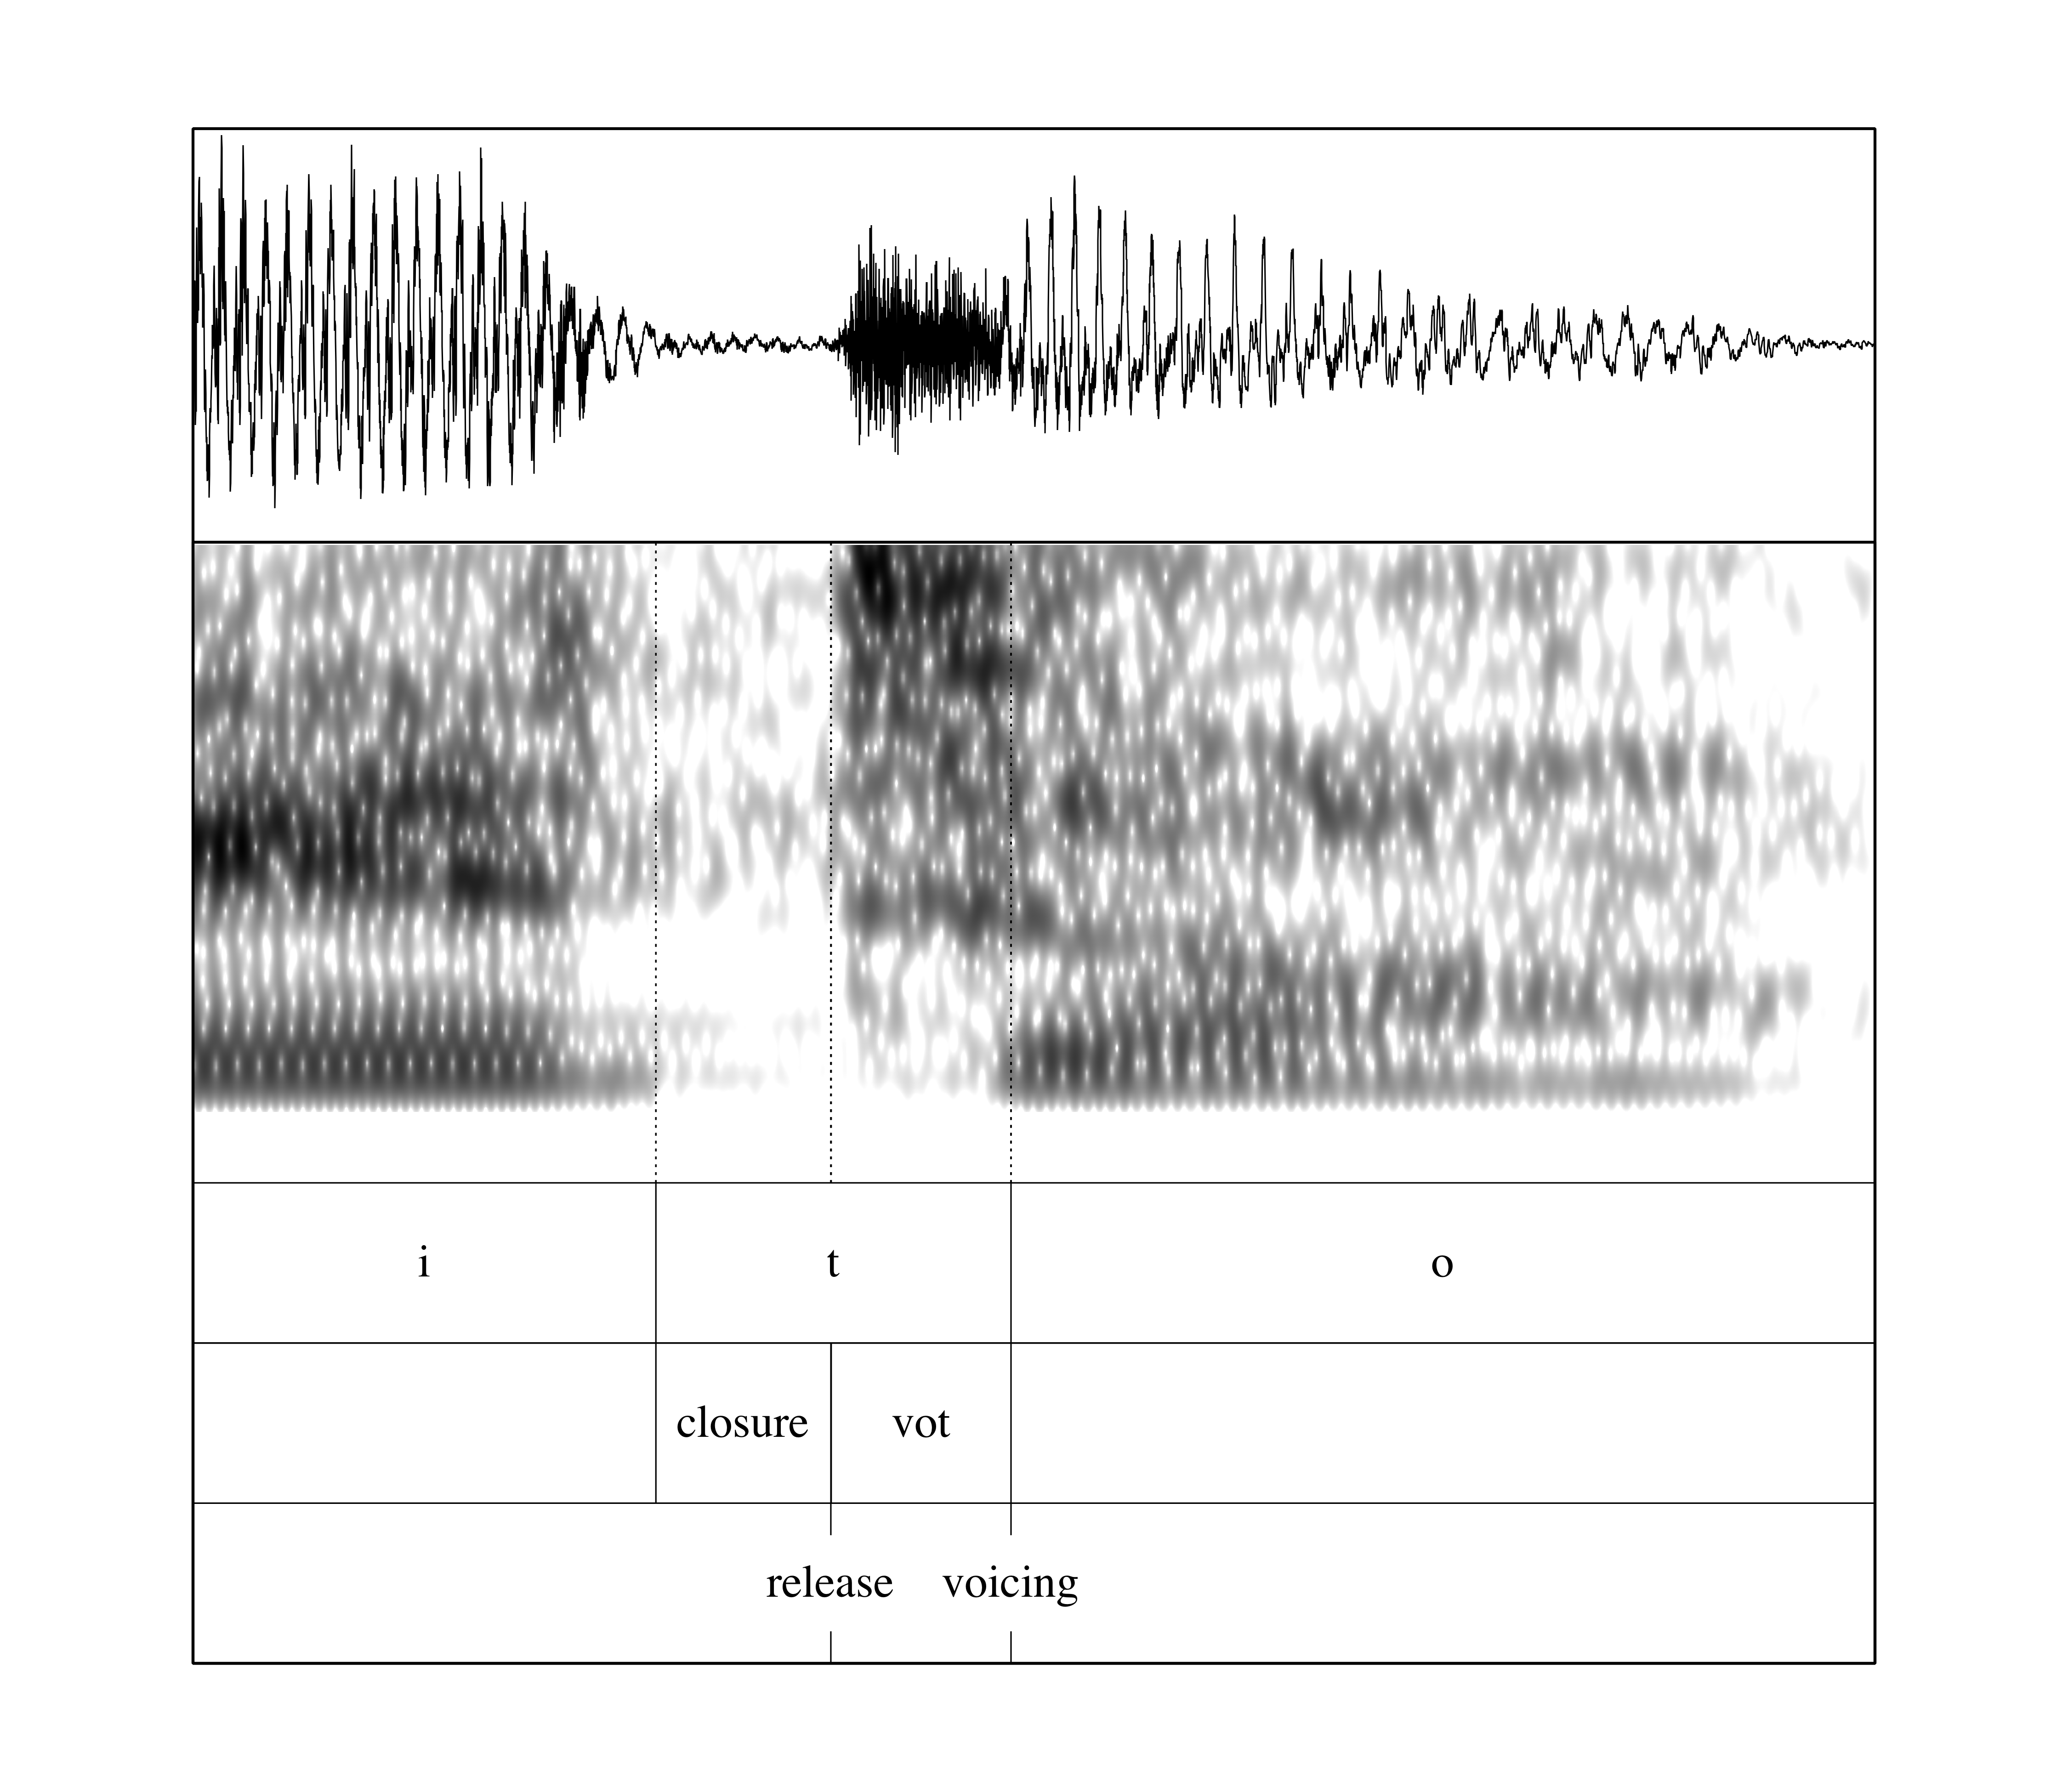 i t o
closure vot
release voicing